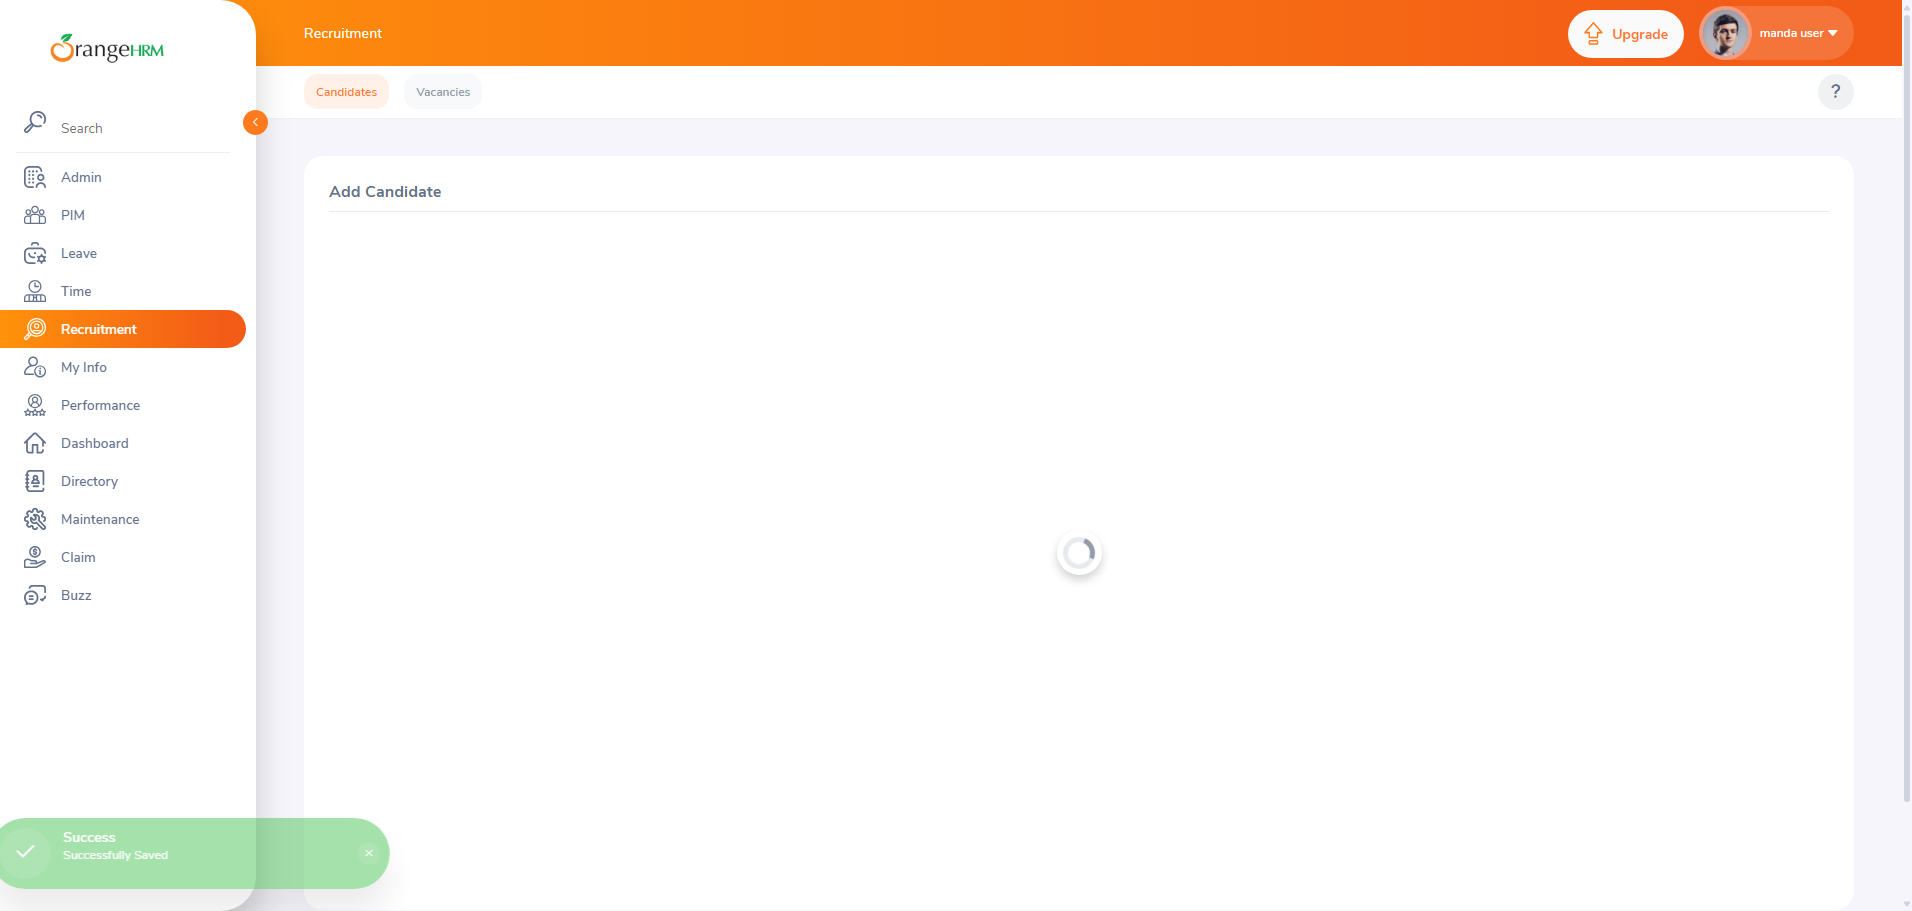 OrangeHRM
Search
Admin
PIM
Leave
Time
Recruitment
My Info
Performance
Dashboard
Directory
Maintenance
Claim
Buzz
Recruitment
Upgrade
manda user
Candidates
Vacancies
?
Add Candidate
Success
Successfully Saved